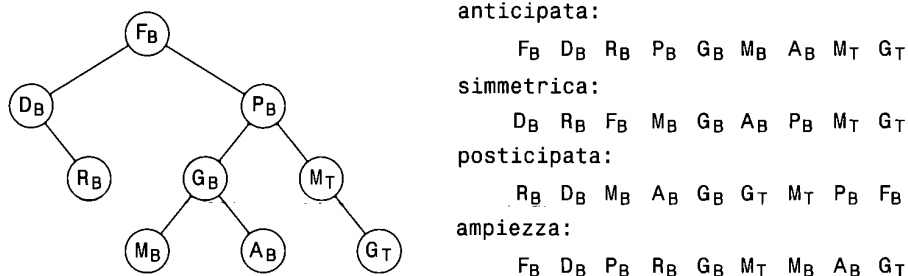 F_B
D_B P_B
R_B G_B M_T
M_B A_B G_T
anticipata:
F_B D_B R_B P_B G_B M_B A_B M_T G_T
simmetrica:
D_B R_B F_B M_B G_B A_B P_B M_T G_T
posticipata:
R_B D_B M_B A_B G_B G_T M_T P_B F_B
ampiezza:
F_B D_B P_B R_B G_B M_T M_B A_B G_T